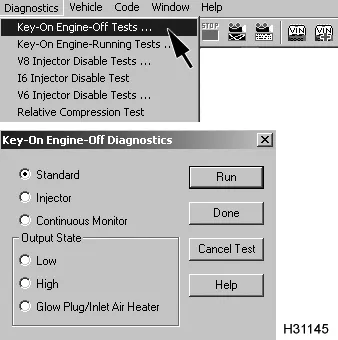 Diagnostics Vehicle Code Window Help
Key-On Engine-Off Tests ...
Key-On Engine-Running Tests ..
V8 Injector Disable Tests ...
I6 Injector Disable Test
V6 Injector Disable Tests ...
Relative Compression Test
STOP
VIN
VIN
Key-On Engine-Off Diagnostics
Standard
Injector
Continuous Monitor
Output State
Low
High
Glow Plug/Inlet Air Heater
Run
Done
Cancel Test
Help
H31145